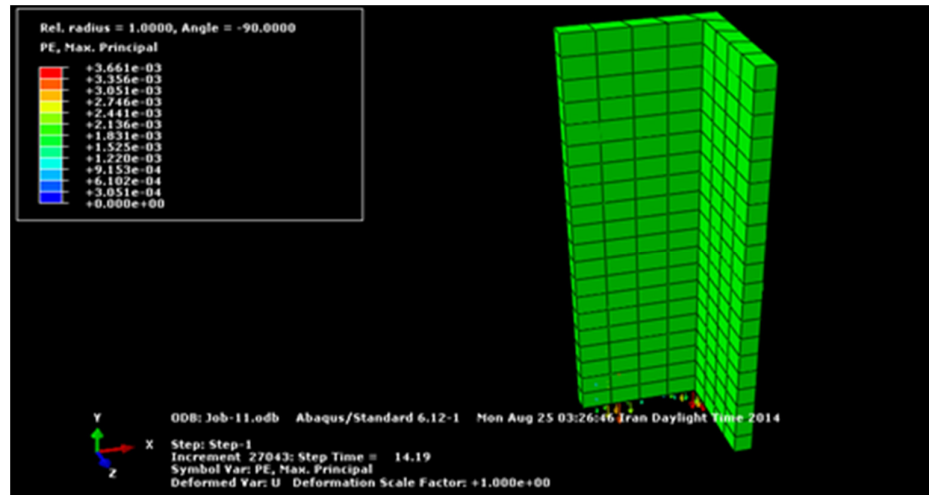 Rel. radius = 1.0000, Angle = -90.0000
PE, Max. Principal
+3.661e-03
+3.356e-03
+3.051e-03
+2.746e-03
+2.441e-03
+2.136e-03
+1.831e-03
+1.525e-03
+1.220e-03
+9.153e-04
+6.102e-04
+3.051e-04
+0.000e+00
Y
X
Z
ODB: Job-11.odb Abaqus/Standard 6.12-1 Mon Aug 25 03:26:46 Iran Daylight Time 2014
Step: Step-1
Increment 27043: Step Time = 14.19
Symbol Var: PE, Max. Principal
Deformed Var: U Deformation Scale Factor: +1.000e+00